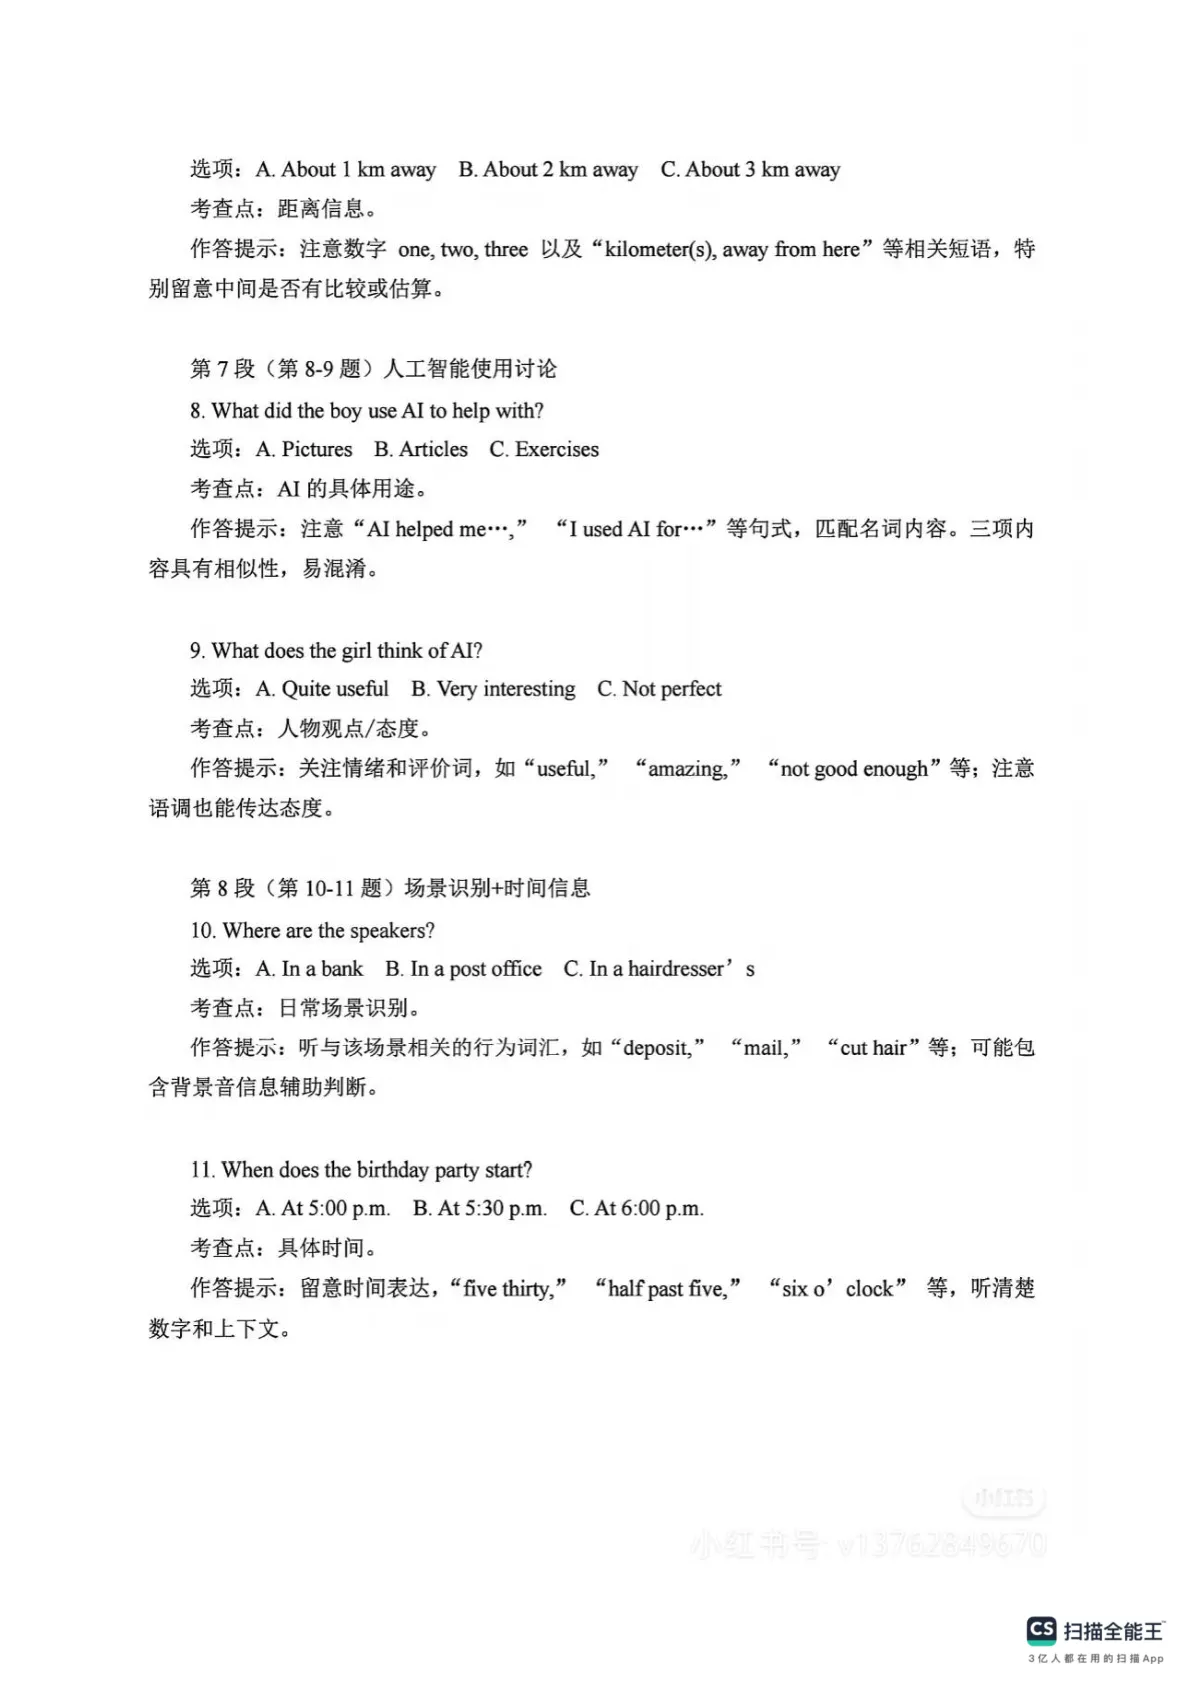 选项：A. About 1 km away B. About 2 km away C. About 3 km away
考查点：距离信息。
作答提示：注意数字 one, two, three 以及“kilometer(s), away from here”等相关短语，特
别留意中间是否有比较或估算。
第 7 段（第 8-9 题）人工智能使用讨论
8. What did the boy use AI to help with?
选项：A. Pictures B. Articles C. Exercises
考查点：AI 的具体用途。
作答提示：注意“AI helped me…,” “I used AI for…”等句式，匹配名词内容。三项内
容具有相似性，易混淆。
9. What does the girl think of AI?
选项：A. Quite useful B. Very interesting C. Not perfect
考查点：人物观点/态度。
作答提示：关注情绪和评价词，如“useful,” “amazing,” “not good enough”等；注意
语调也能传达态度。
第 8 段（第 10-11 题）场景识别+时间信息
10. Where are the speakers?
选项：A. In a bank B. In a post office C. In a hairdresser’s
考查点：日常场景识别。
作答提示：听与该场景相关的行为词汇，如“deposit,” “mail,” “cut hair”等；可能包
含背景音信息辅助判断。
11. When does the birthday party start?
选项：A. At 5:00 p.m. B. At 5:30 p.m. C. At 6:00 p.m.
考查点：具体时间。
作答提示：留意时间表达，“five thirty,” “half past five,” “six o’clock” 等，听清楚
数字和上下文。
小红书
小红书号: v13762849670
CS 扫描全能王™
3亿人都在用的扫描App